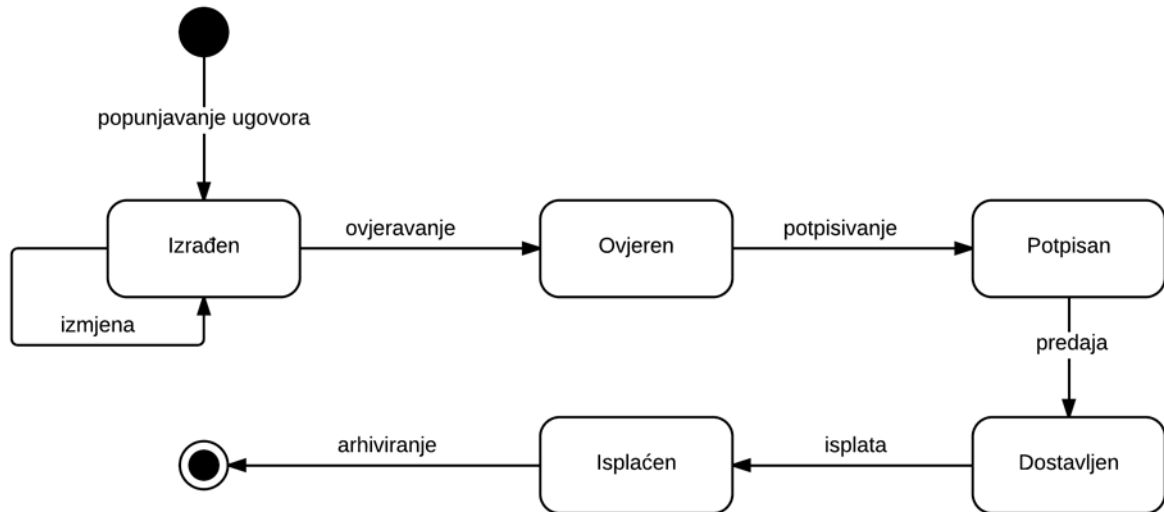 popunjavanje ugovora
Izrađen
ovjeravanje
Ovjeren
potpisivanje
Potpisan
izmjena
predaja
Dostavljen
isplata
Isplaćen
arhiviranje